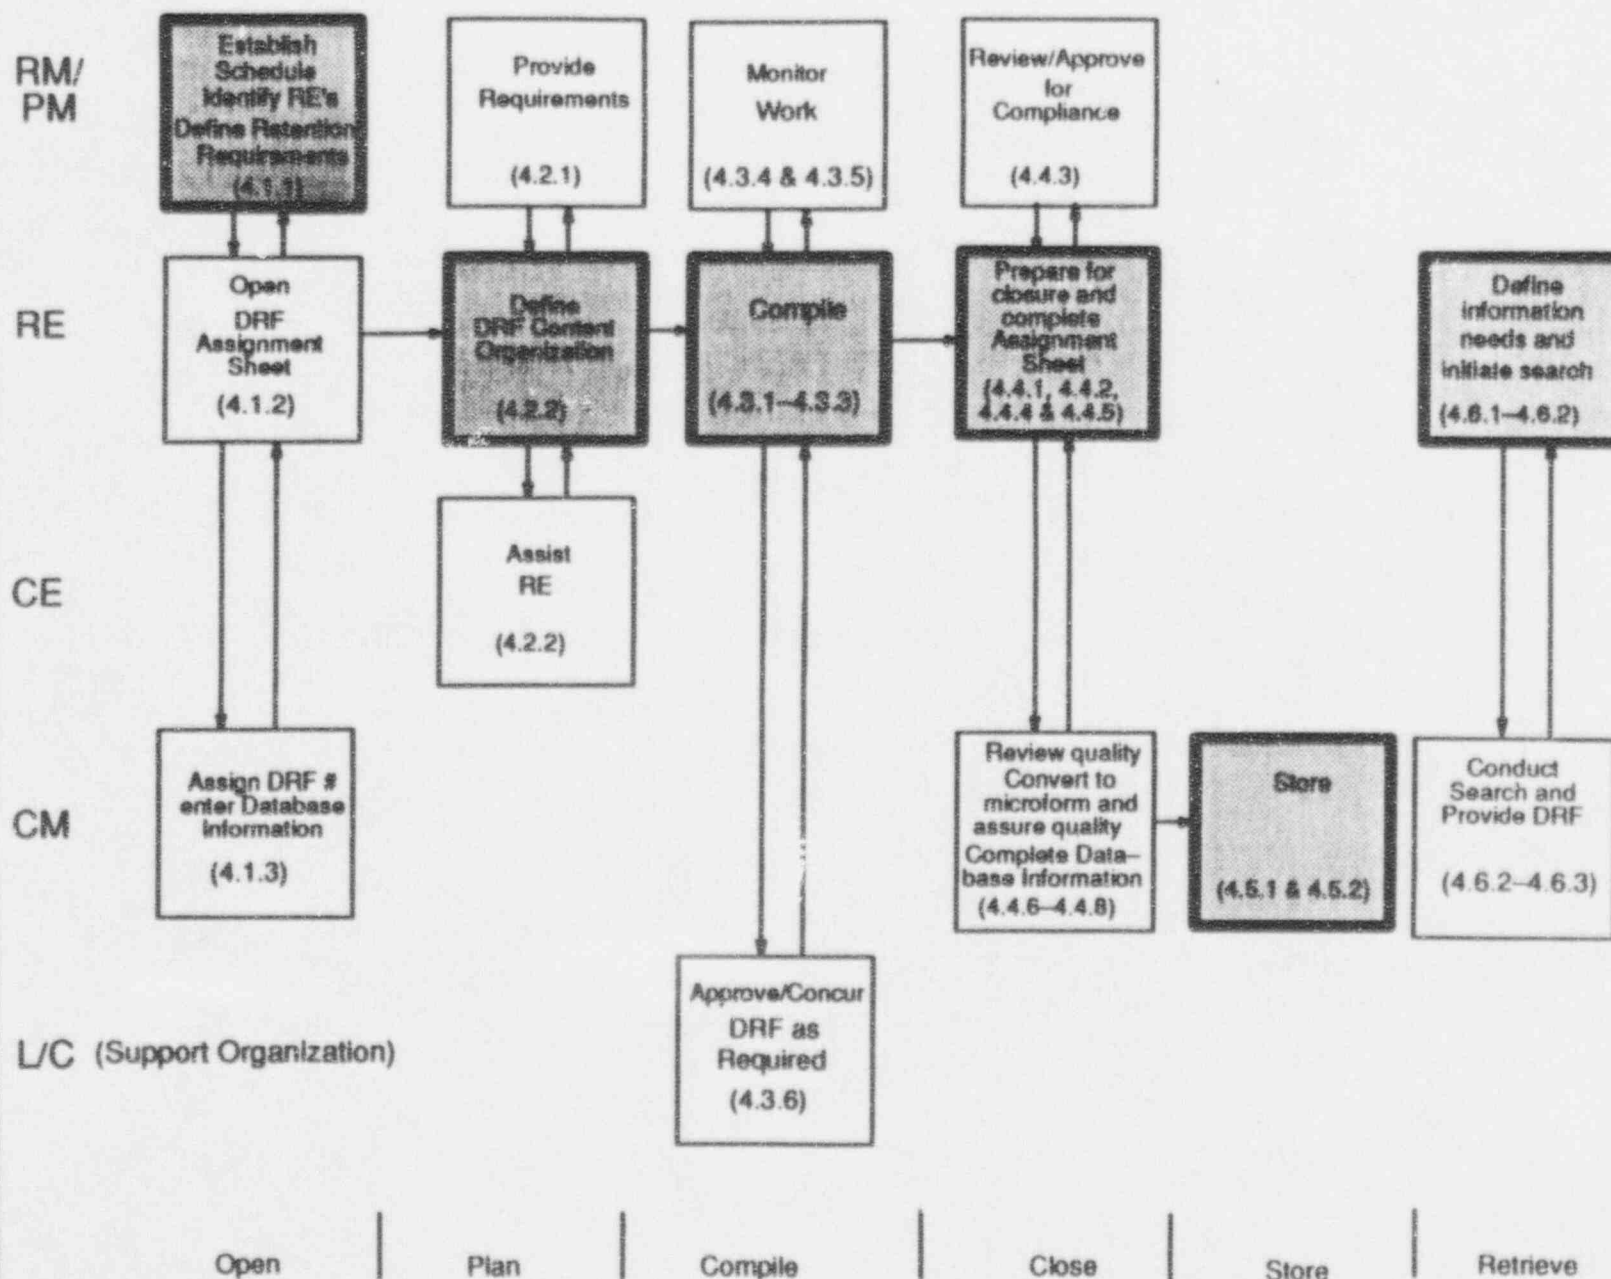 RM/
PM
Establish
Schedule
Identify RE's
Define Retention
Requirements
(4.1.1)
Provide
Requirements
(4.2.1)
Monitor
Work
(4.3.4 & 4.3.5)
Review/Approve
for
Compliance
(4.4.3)
RE
Open
DRF
Assignment
Sheet
(4.1.2)
Define
DRF Content
Organization
(4.2.2)
Compile
(4.3.1–4.3.3)
Prepare for
closure and
complete
Assignment
Sheet
(4.4.1, 4.4.2,
4.4.4 & 4.4.5)
Define
information
needs and
initiate search
(4.6.1–4.6.2)
CE
Assist
RE
(4.2.2)
CM
Assign DRF #
enter Database
Information
(4.1.3)
Review quality
Convert to
microform and
assure quality
Complete Data–
base Information
(4.4.6–4.4.8)
Store
(4.5.1 & 4.5.2)
Conduct
Search and
Provide DRF
(4.6.2–4.6.3)
L/C (Support Organization)
Approve/Concur
DRF as
Required
(4.3.6)
Open
Plan
Compile
Close
Store
Retrieve